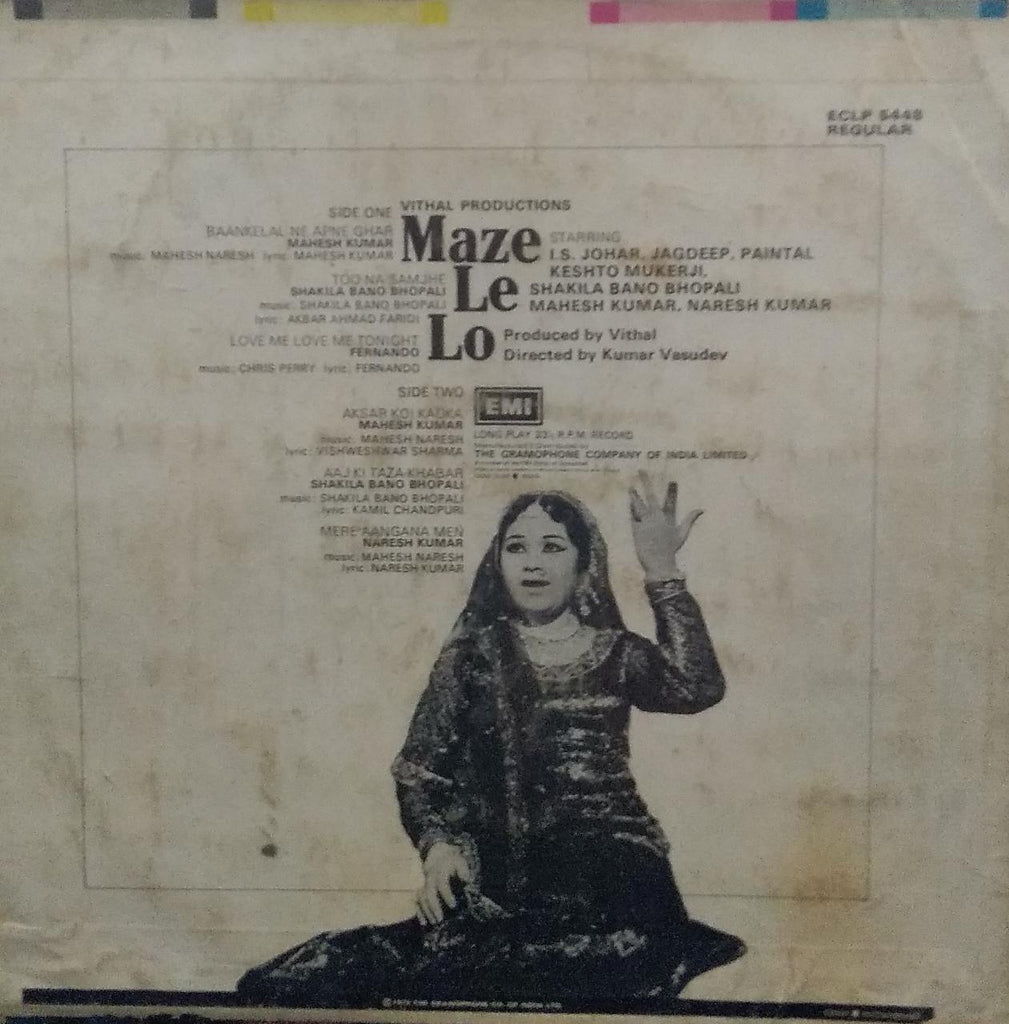 ECLP 5448
REGULAR
VITHAL PRODUCTIONS
Maze
Le
Lo
SIDE ONE
BAANKELAL NE APNE GHAR
MAHESH KUMAR
music: MAHESH NARESH lyric: MAHESH KUMAR
TOO NA SAMJHE
SHAKILA BANO BHOPALI
music: SHAKILA BANO BHOPALI
lyric: AKBAR AHMAD FARIDI
LOVE ME LOVE ME TONIGHT
FERNANDO
music: CHRIS PERRY lyric: FERNANDO
STARRING
I.S. JOHAR, JAGDEEP, PAINTAL
KESHTO MUKERJI,
SHAKILA BANO BHOPALI
MAHESH KUMAR, NARESH KUMAR
Produced by Vithal
Directed by Kumar Vasudev
SIDE TWO
AKSAR KOI
MAHESH KUMAR
music: MAHESH NARESH
lyric: VISHWESHWAR SHARMA
AAJ KI TAZA KHABAR
SHAKILA BANO BHOPALI
music: SHAKILA BANO BHOPALI
lyric: KAMIL CHANDPURI
MERE AANGANA MEN
NARESH KUMAR
music: MAHESH NARESH
lyric: NARESH KUMAR
EMI
LONG PLAY 33⅓ R.P.M. RECORD
THE GRAMOPHONE COMPANY OF INDIA LIMITED
THE GRAMOPHONE CO. OF INDIA LTD.